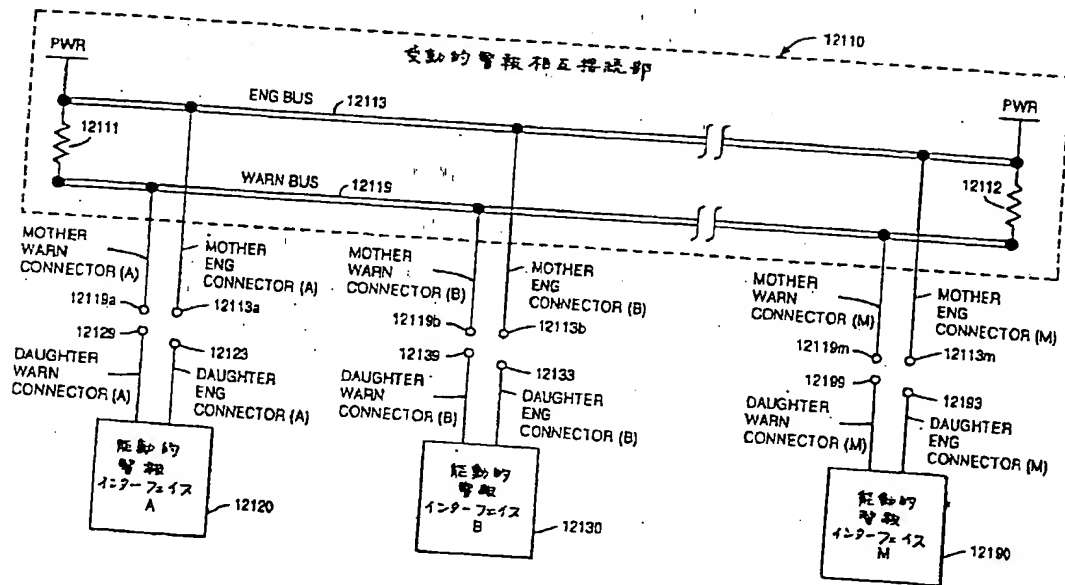 12110
PWR
受動的警報相互接続部
PWR
ENG BUS
12113
12111
WARN BUS
12119
12112
MOTHER
WARN
CONNECTOR (A)
MOTHER
ENG
CONNECTOR (A)
MOTHER
WARN
CONNECTOR (B)
MOTHER
ENG
CONNECTOR (B)
MOTHER
WARN
CONNECTOR (M)
MOTHER
ENG
CONNECTOR (M)
12119a
12113a
12119b
12113b
12119m
12113m
12129
12123
12139
12133
12199
12193
DAUGHTER
WARN
CONNECTOR (A)
DAUGHTER
ENG
CONNECTOR (A)
DAUGHTER
WARN
CONNECTOR (B)
DAUGHTER
ENG
CONNECTOR (B)
DAUGHTER
WARN
CONNECTOR (M)
DAUGHTER
ENG
CONNECTOR (M)
能動的
警報
インターフェイス
A
12120
能動的
警報
インターフェイス
B
12130
能動的
警報
インターフェイス
M
12190